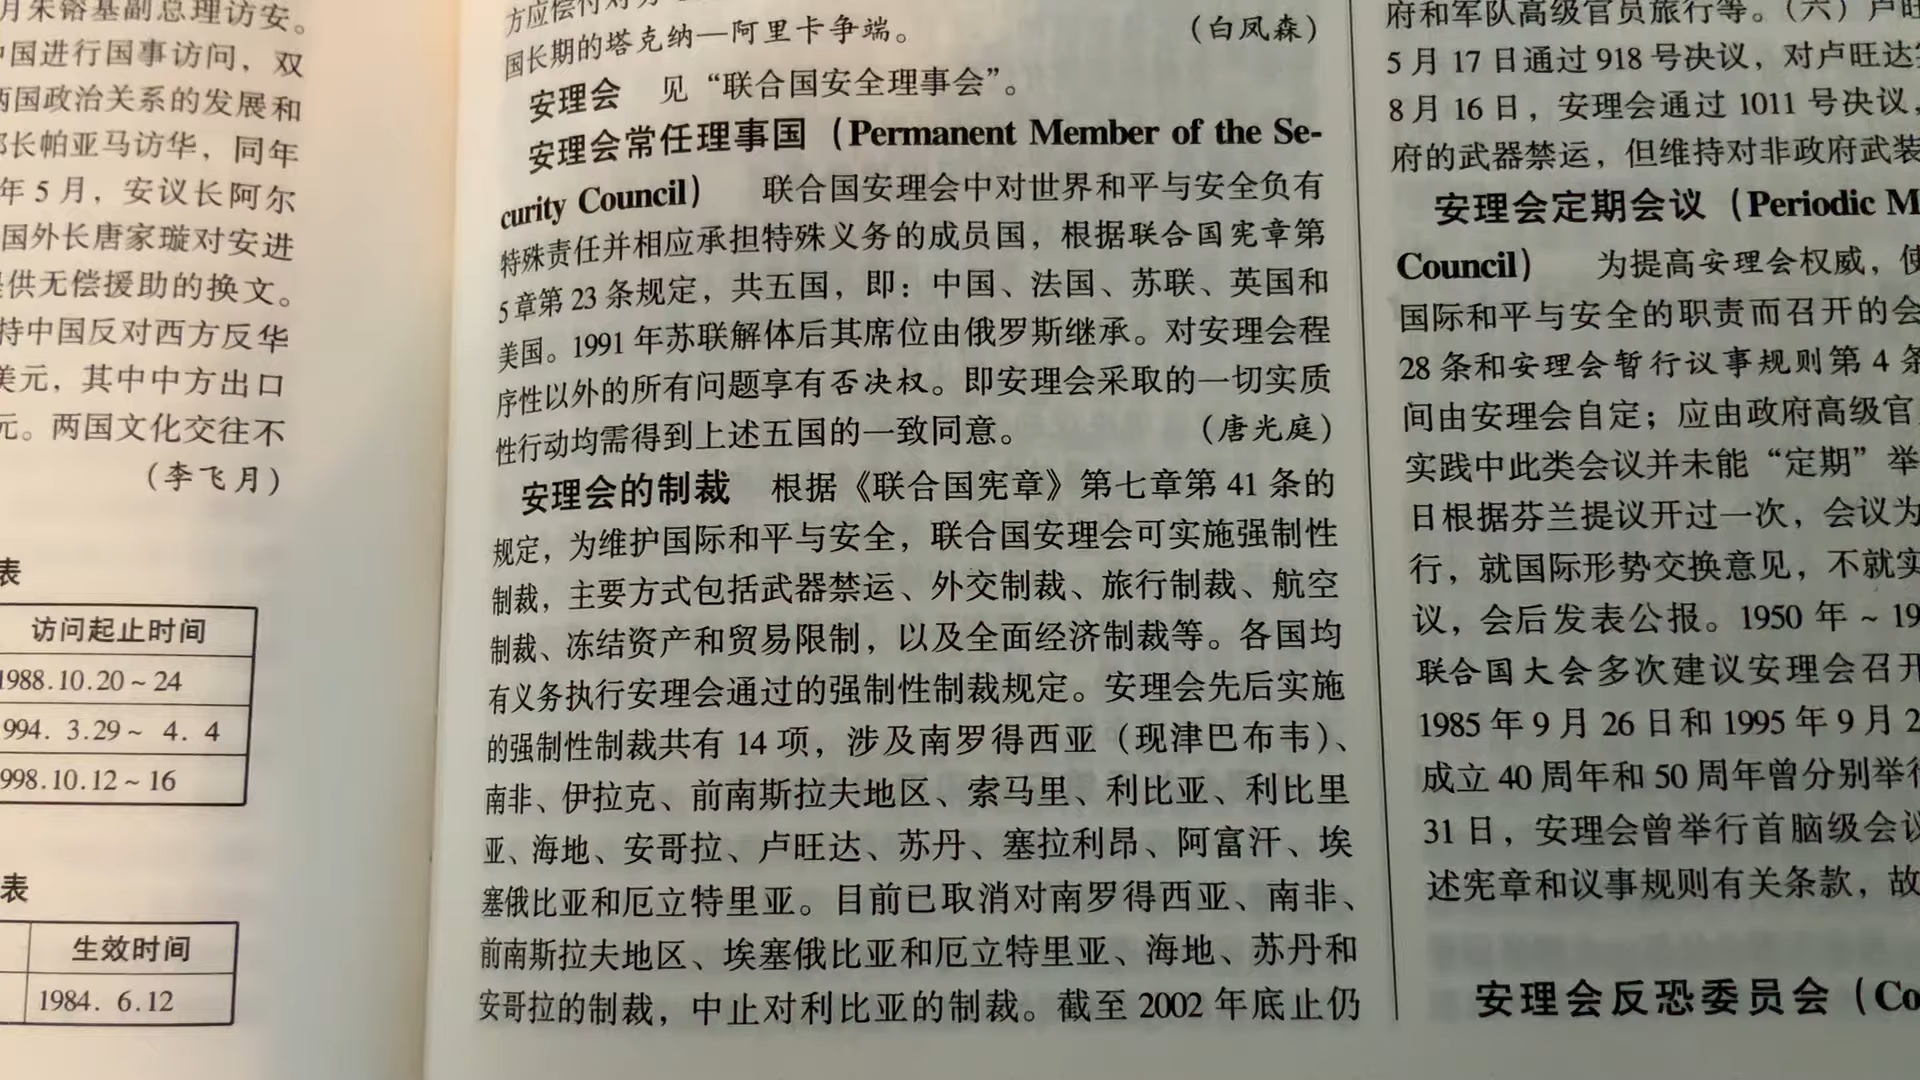 月朱镕基副总理访安。
中国进行国事访问，双
两国政治关系的发展和
部长帕亚马访华，同年
年5月，安议长阿尔
国外长唐家璇对安进
提供无偿援助的换文。
持中国反对西方反华
美元，其中中方出口
元。两国文化交往不
（李飞月）
表
访问起止时间
1988.10.20~24
994. 3.29~ 4. 4
998.10.12~16
表
生效时间
1984. 6.12
国长期的塔克纳—阿里卡争端。 （白凤森）
安理会 见“联合国安全理事会”。
安理会常任理事国（Permanent Member of the Se-
curity Council） 联合国安理会中对世界和平与安全负有
特殊责任并相应承担特殊义务的成员国，根据联合国宪章第
5章第23条规定，共五国，即：中国、法国、苏联、英国和
美国。1991年苏联解体后其席位由俄罗斯继承。对安理会程
序性以外的所有问题享有否决权。即安理会采取的一切实质
性行动均需得到上述五国的一致同意。 （唐光庭）
安理会的制裁 根据《联合国宪章》第七章第41条的
规定，为维护国际和平与安全，联合国安理会可实施强制性
制裁，主要方式包括武器禁运、外交制裁、旅行制裁、航空
制裁、冻结资产和贸易限制，以及全面经济制裁等。各国均
有义务执行安理会通过的强制性制裁规定。安理会先后实施
的强制性制裁共有14项，涉及南罗得西亚（现津巴布韦）、
南非、伊拉克、前南斯拉夫地区、索马里、利比亚、利比里
亚、海地、安哥拉、卢旺达、苏丹、塞拉利昂、阿富汗、埃
塞俄比亚和厄立特里亚。目前已取消对南罗得西亚、南非、
前南斯拉夫地区、埃塞俄比亚和厄立特里亚、海地、苏丹和
安哥拉的制裁，中止对利比亚的制裁。截至2002年底止仍
府和军队高级官员旅行等。（六）卢旺
5月17日通过918号决议，对卢旺达
8月16日，安理会通过1011号决议，
府的武器禁运，但维持对非政府武装
安理会定期会议（Periodic M
Council） 为提高安理会权威，使
国际和平与安全的职责而召开的会
28条和安理会暂行议事规则第4条
间由安理会自定；应由政府高级官
实践中此类会议并未能“定期”举
日根据芬兰提议开过一次，会议为
行，就国际形势交换意见，不就实
议，会后发表公报。1950年~19
联合国大会多次建议安理会召开
1985年9月26日和1995年9月2
成立40周年和50周年曾分别举行
31日，安理会曾举行首脑级会议
述宪章和议事规则有关条款，故
安理会反恐委员会（Co